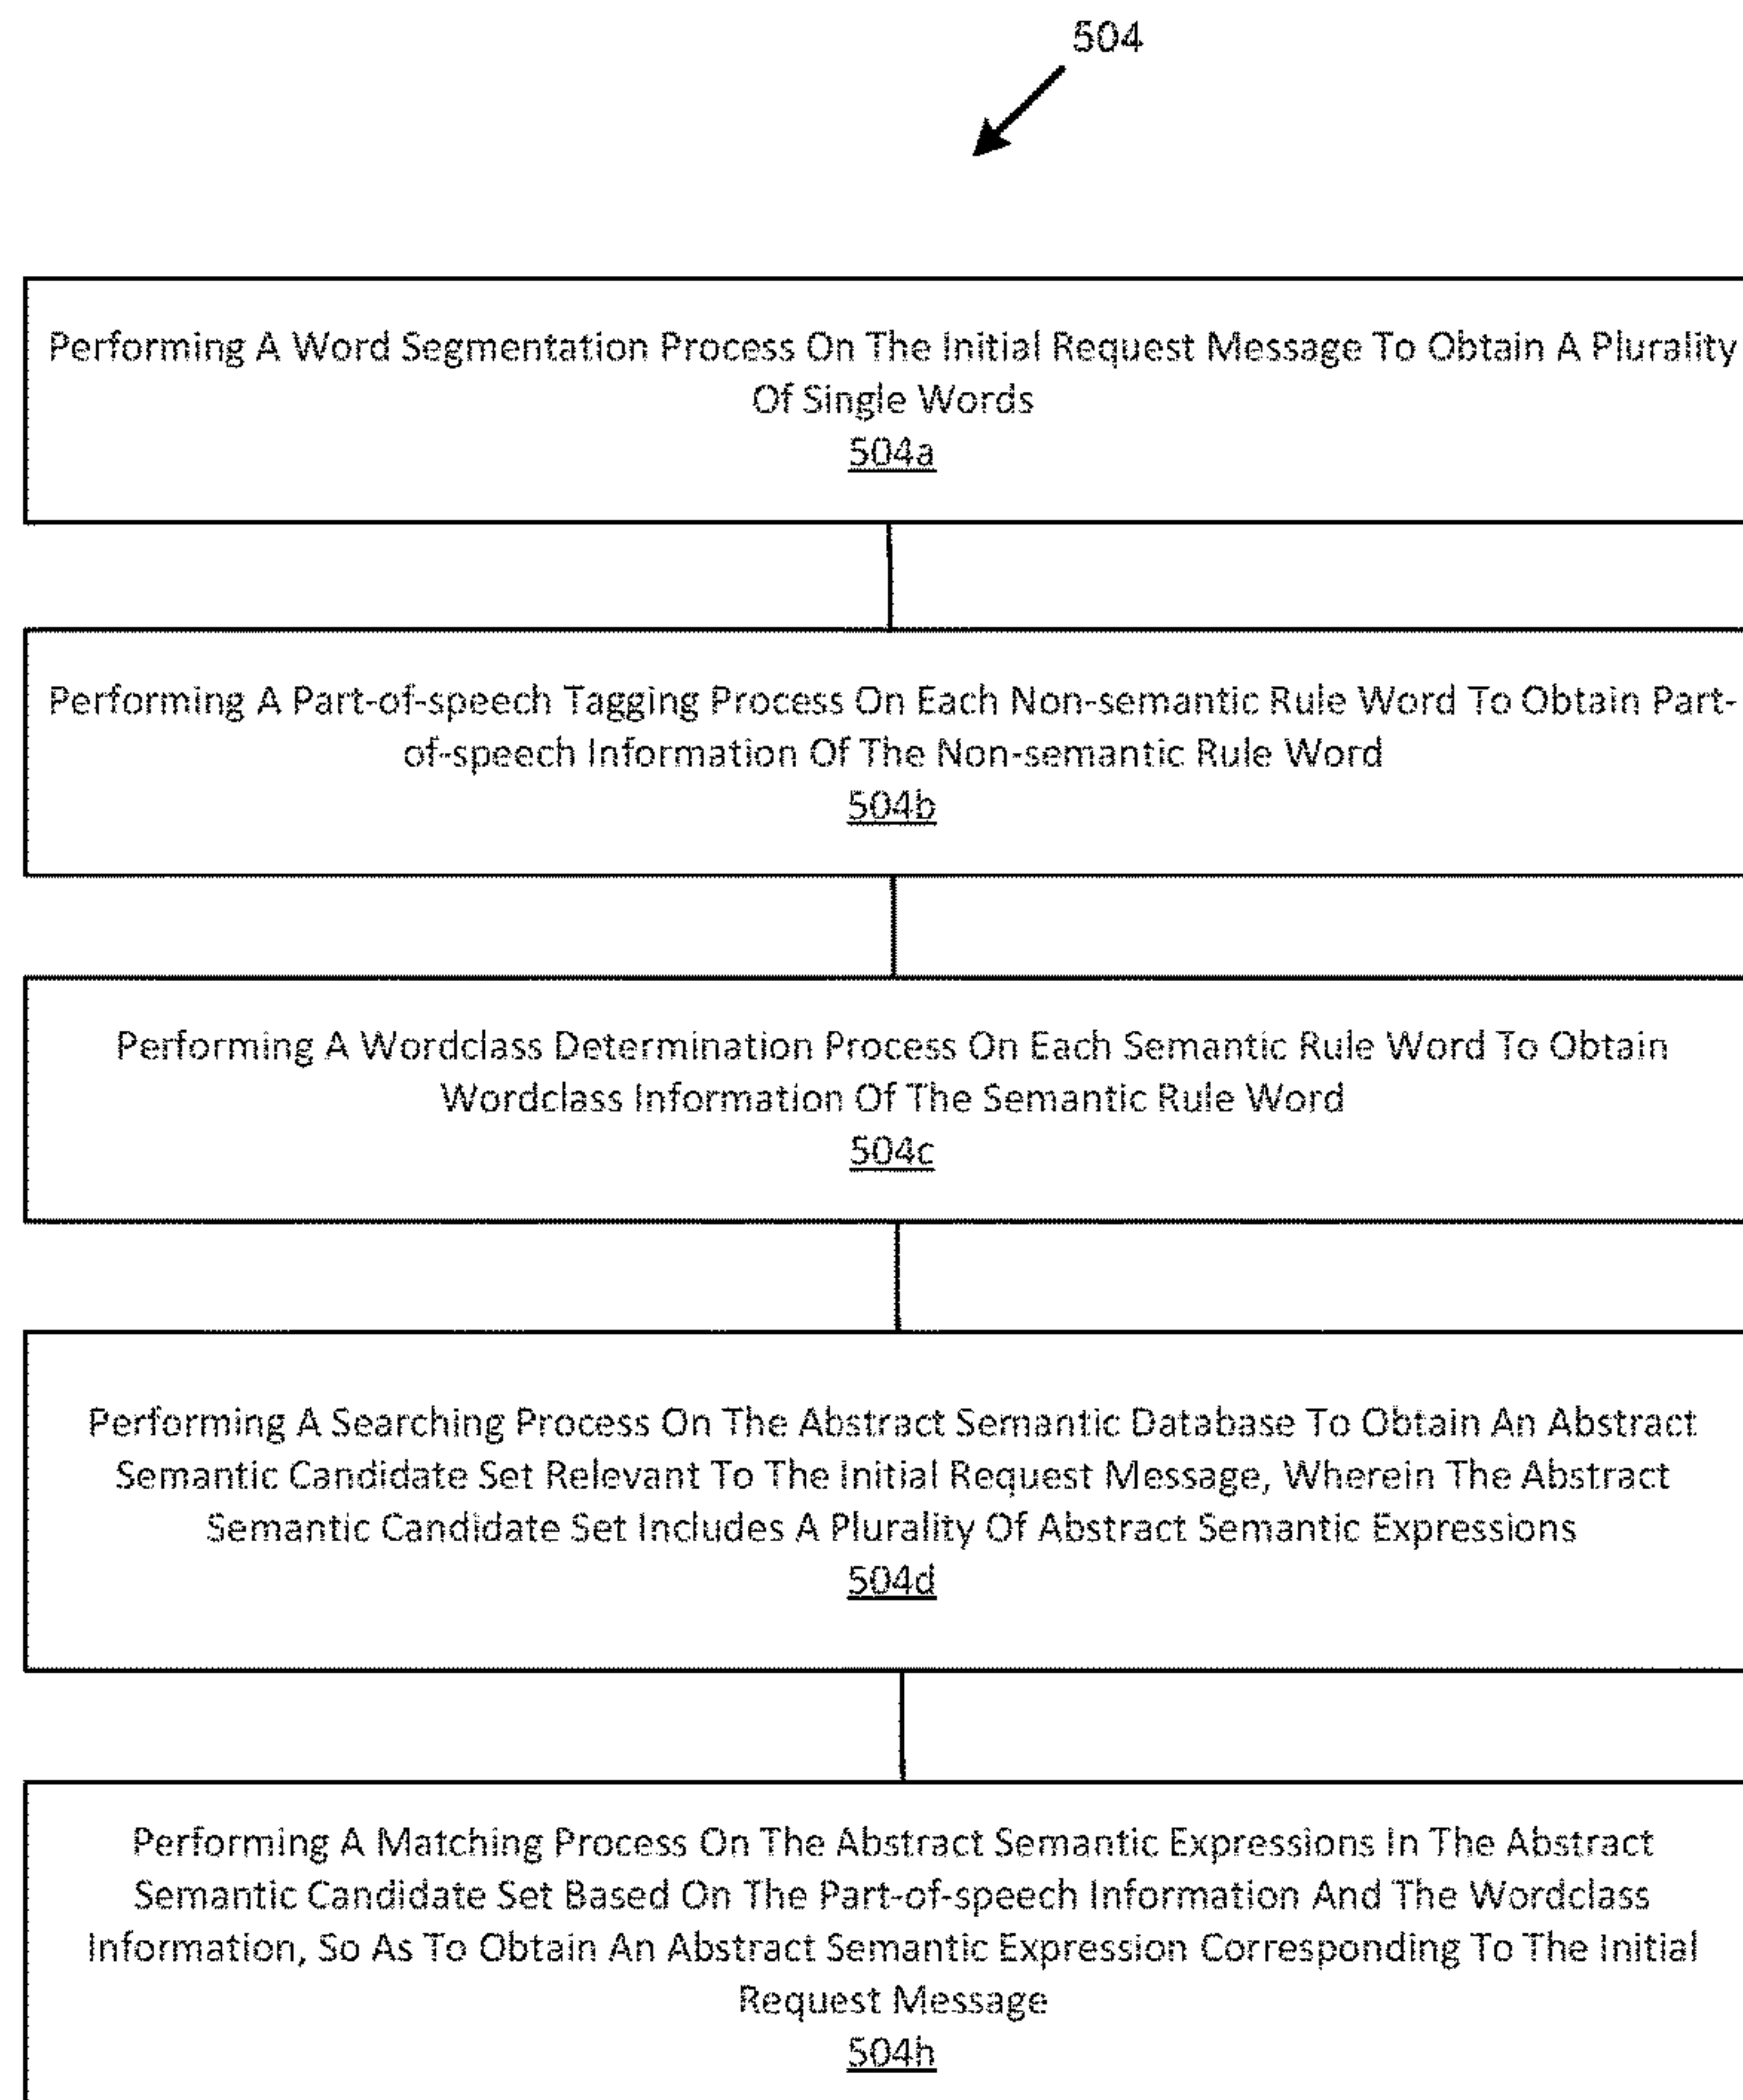 504
Performing A Word Segmentation Process On The Initial Request Message To Obtain A Plurality
Of Single Words
504a
Performing A Part-of-speech Tagging Process On Each Non-semantic Rule Word To Obtain Part-
of-speech Information Of The Non-semantic Rule Word
504b
Performing A Wordclass Determination Process On Each Semantic Rule Word To Obtain
Wordclass Information Of The Semantic Rule Word
504c
Performing A Searching Process On The Abstract Semantic Database To Obtain An Abstract
Semantic Candidate Set Relevant To The Initial Request Message, Wherein The Abstract
Semantic Candidate Set Includes A Plurality Of Abstract Semantic Expressions
504d
Performing A Matching Process On The Abstract Semantic Expressions In The Abstract
Semantic Candidate Set Based On The Part-of-speech Information And The Wordclass
Information, So As To Obtain An Abstract Semantic Expression Corresponding To The Initial
Request Message
504h